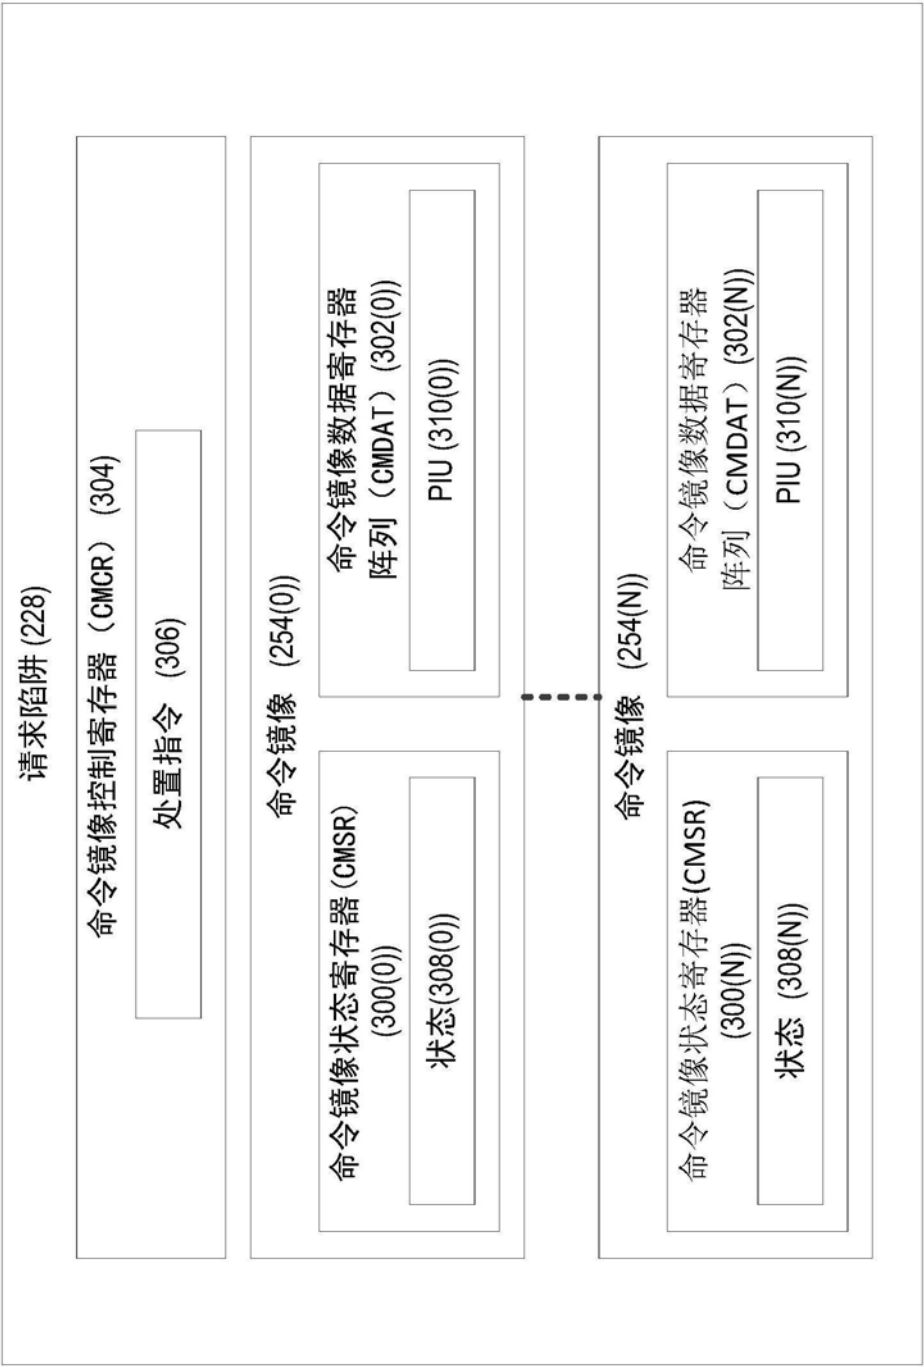 请求陷阱 (228)
命令镜像控制寄存器（CMCR）(304)
处置指令 (306)
命令镜像 (254(0))
命令镜像状态寄存器(CMSR)
(300(0))
状态(308(0))
命令镜像数据寄存器
阵列（CMDAT）(302(0))
PIU (310(0))
命令镜像 (254(N))
命令镜像状态寄存器(CMSR)
(300(N))
状态 (308(N))
命令镜像数据寄存器
阵列（CMDAT）(302(N))
PIU (310(N))